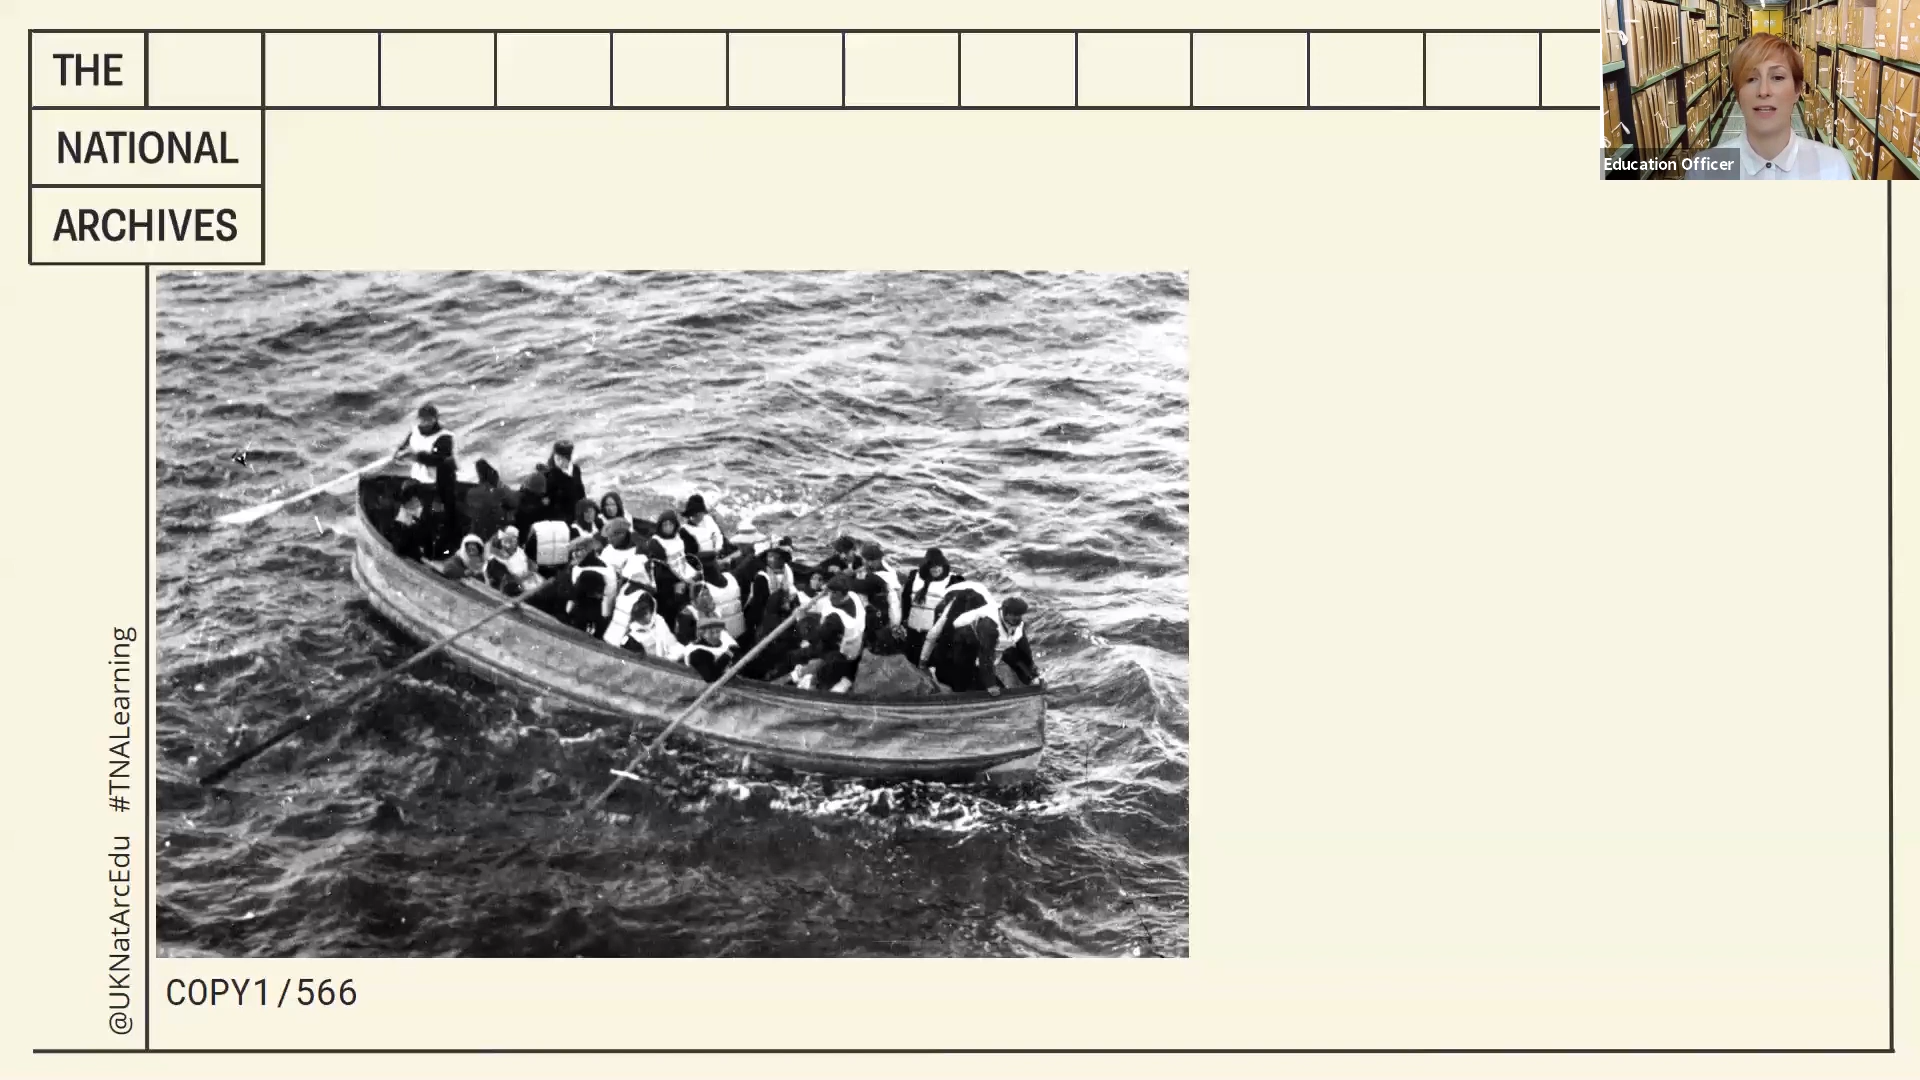 THE
NATIONAL
ARCHIVES
Education Officer
@UKNatArcEdu #TNALearning
COPY1/566